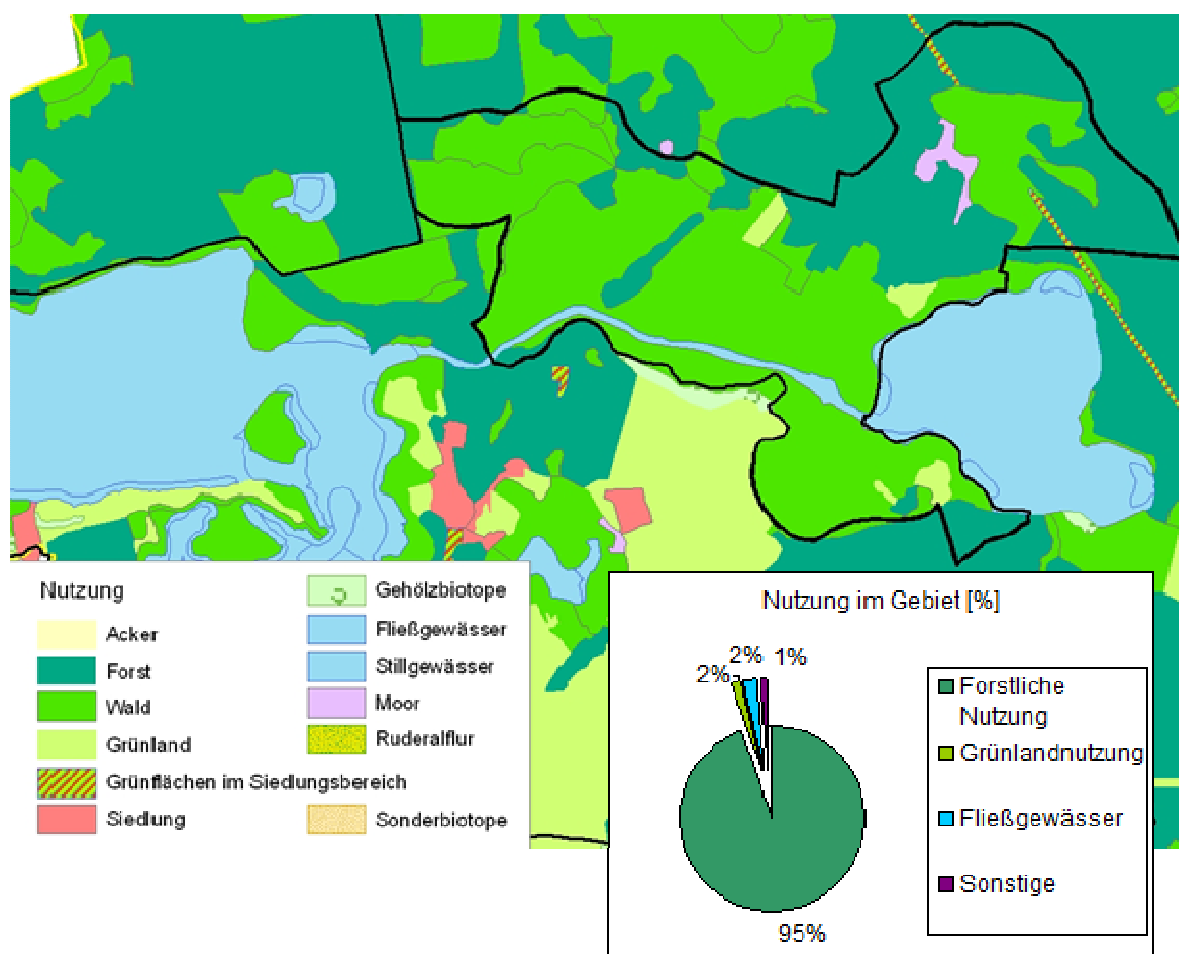 Nutzung
Acker
Forst
Wald
Grünland
Grünflächen im Siedlungsbereich
Siedlung
Gehölzbiotope
Fließgewässer
Stillgewässer
Moor
Ruderalflur
Sonderbiotope
Nutzung im Gebiet [%]
2%
2%
1%
95%
Forstliche
Nutzung
Grünlandnutzung
Fließgewässer
Sonstige